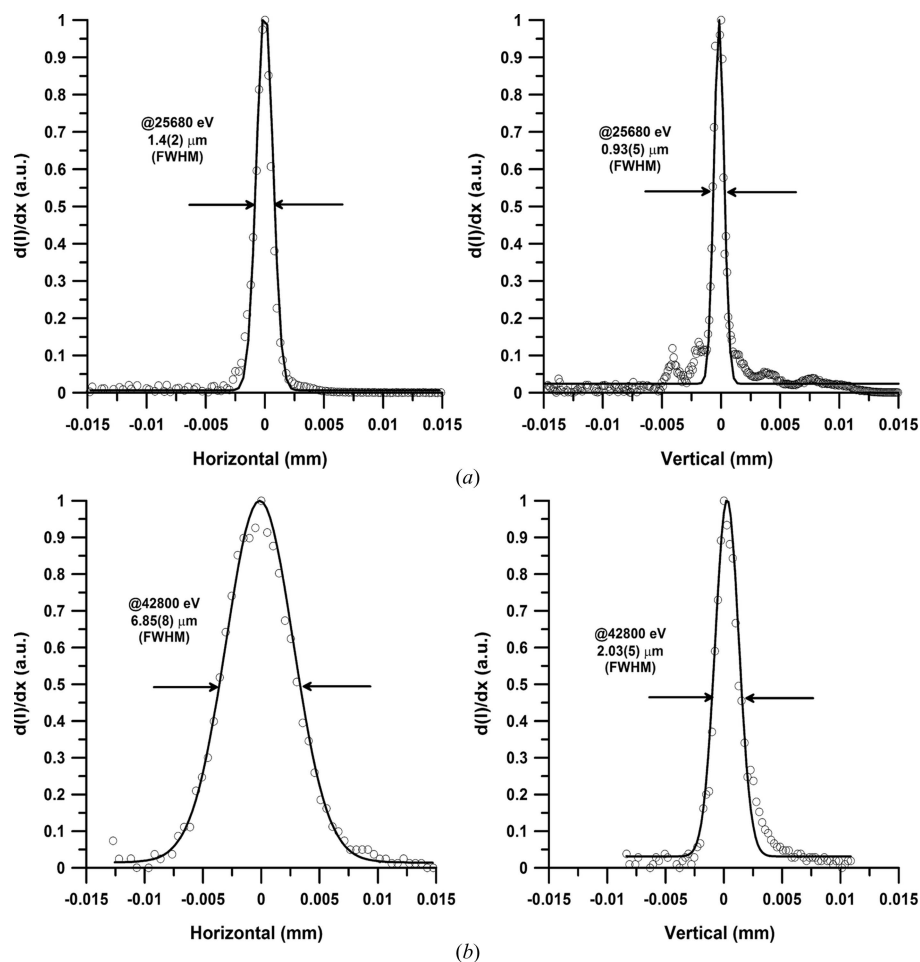 1
0.9
0.8
0.7
0.6
0.5
0.4
0.3
0.2
0.1
0
d(I)/dx (a.u.)
@25680 eV
1.4(2) μm
(FWHM)
-0.015 -0.01 -0.005 0 0.005 0.01 0.015
Horizontal (mm)
1
0.9
0.8
0.7
0.6
0.5
0.4
0.3
0.2
0.1
0
d(I)/dx (a.u.)
@25680 eV
0.93(5) μm
(FWHM)
-0.015 -0.01 -0.005 0 0.005 0.01 0.015
Vertical (mm)
(a)
1
0.9
0.8
0.7
0.6
0.5
0.4
0.3
0.2
0.1
0
d(I)/dx (a.u.)
@42800 eV
6.85(8) μm
(FWHM)
-0.015 -0.01 -0.005 0 0.005 0.01 0.015
Horizontal (mm)
1
0.9
0.8
0.7
0.6
0.5
0.4
0.3
0.2
0.1
0
d(I)/dx (a.u.)
@42800 eV
2.03(5) μm
(FWHM)
-0.015 -0.01 -0.005 0 0.005 0.01 0.015
Vertical (mm)
(b)